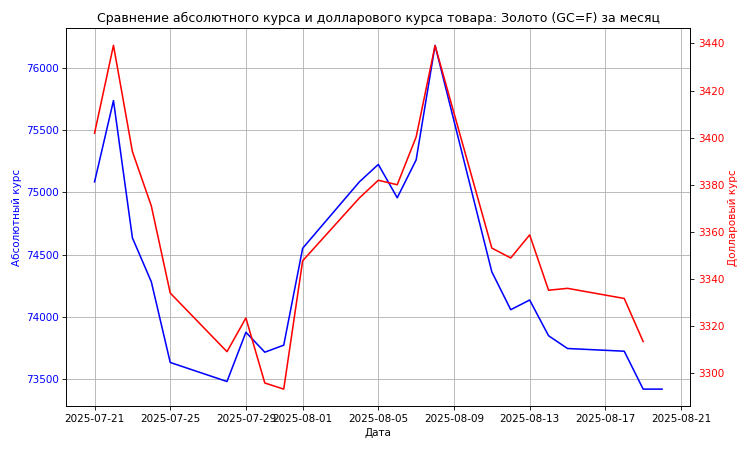 Сравнение абсолютного курса и долларового курса товара: Золото (GC=F) за месяц
Абсолютный курс
76000
75500
75000
74500
74000
73500
3440
3420
3400
3380
3360
3340
3320
3300
Долларовый курс
2025-07-21 2025-07-25 2025-07-29 2025-08-01 2025-08-05 2025-08-09 2025-08-13 2025-08-17 2025-08-21
Дата